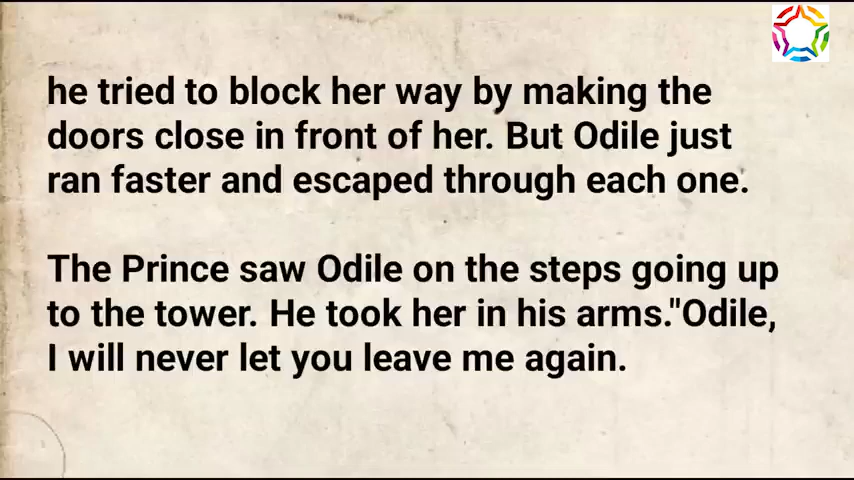 he tried to block her way by making the
doors close in front of her. But Odile just
ran faster and escaped through each one.
The Prince saw Odile on the steps going up
to the tower. He took her in his arms."Odile,
I will never let you leave me again.